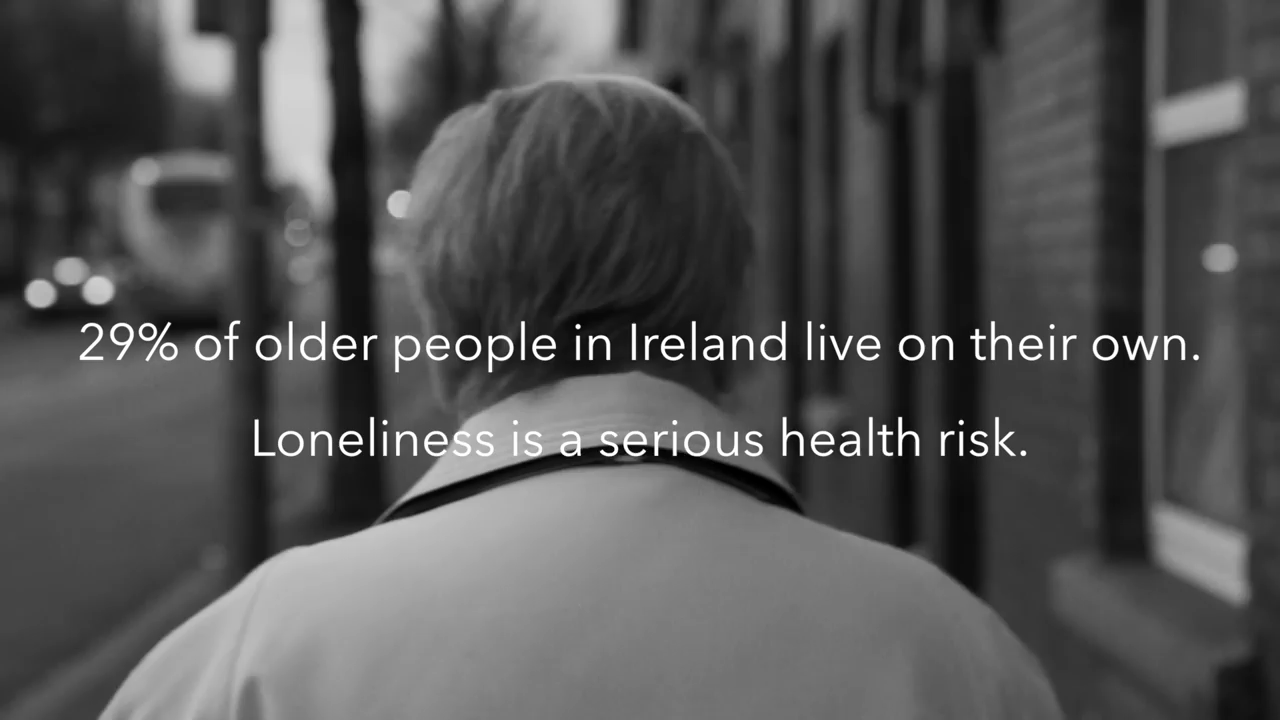 29% of older people in Ireland live on their own.
Loneliness is a serious health risk.